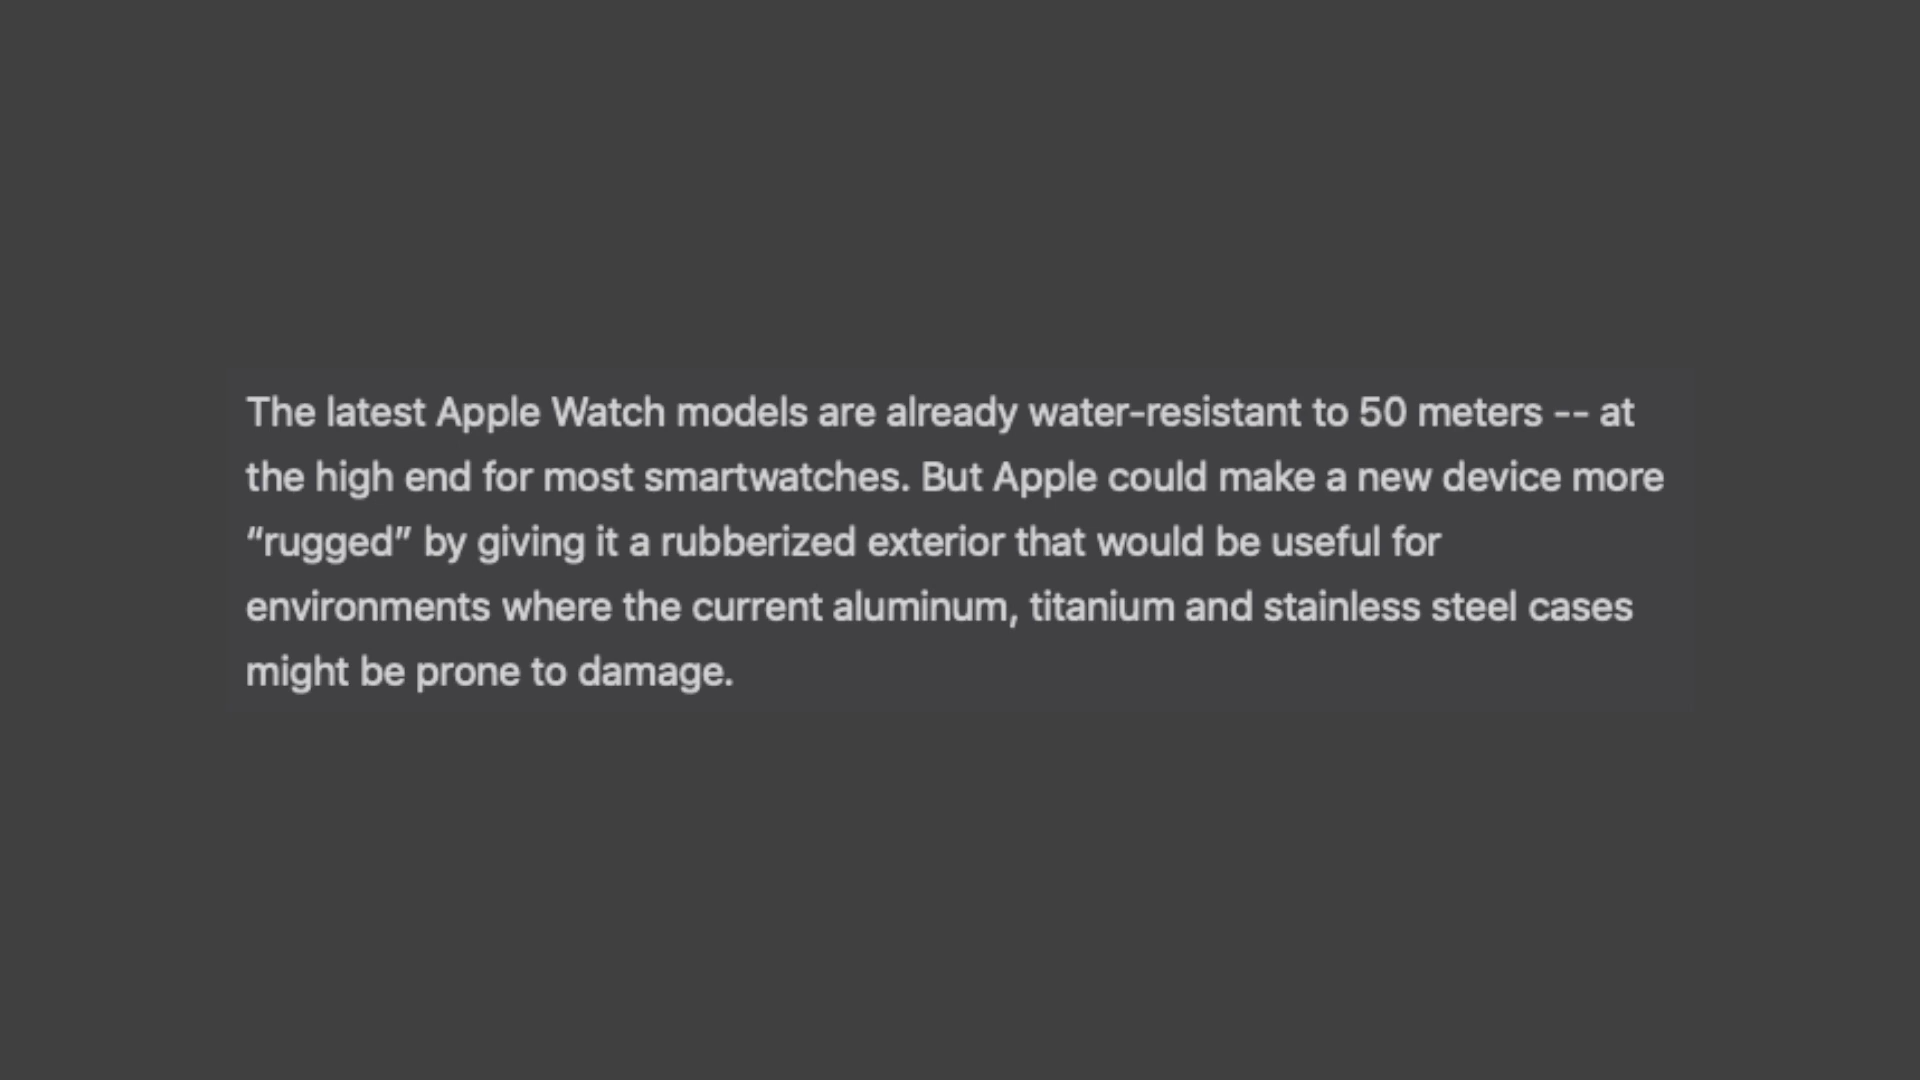 The latest Apple Watch models are already water-resistant to 50 meters -- at
the high end for most smartwatches. But Apple could make a new device more
“rugged” by giving it a rubberized exterior that would be useful for
environments where the current aluminum, titanium and stainless steel cases
might be prone to damage.